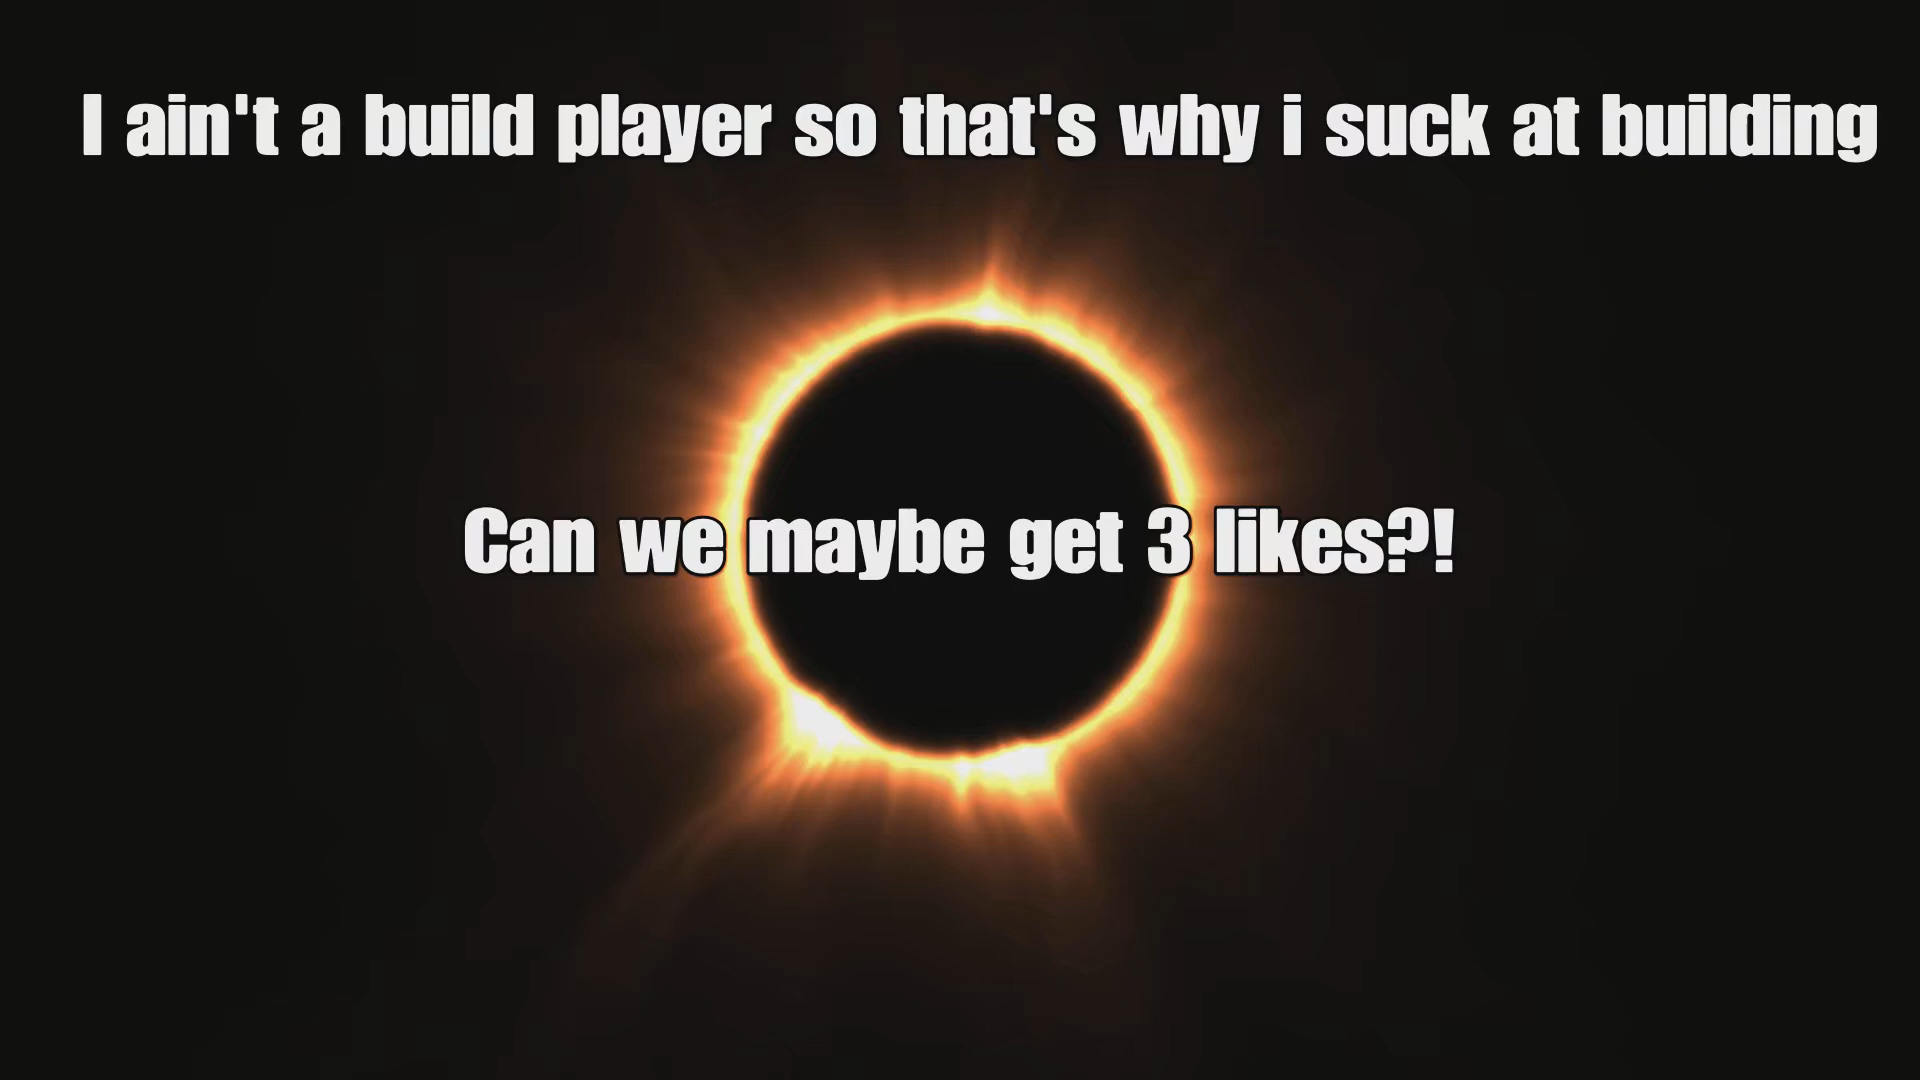 I ain't a build player so that's why i suck at building
Can we maybe get 3 likes?!